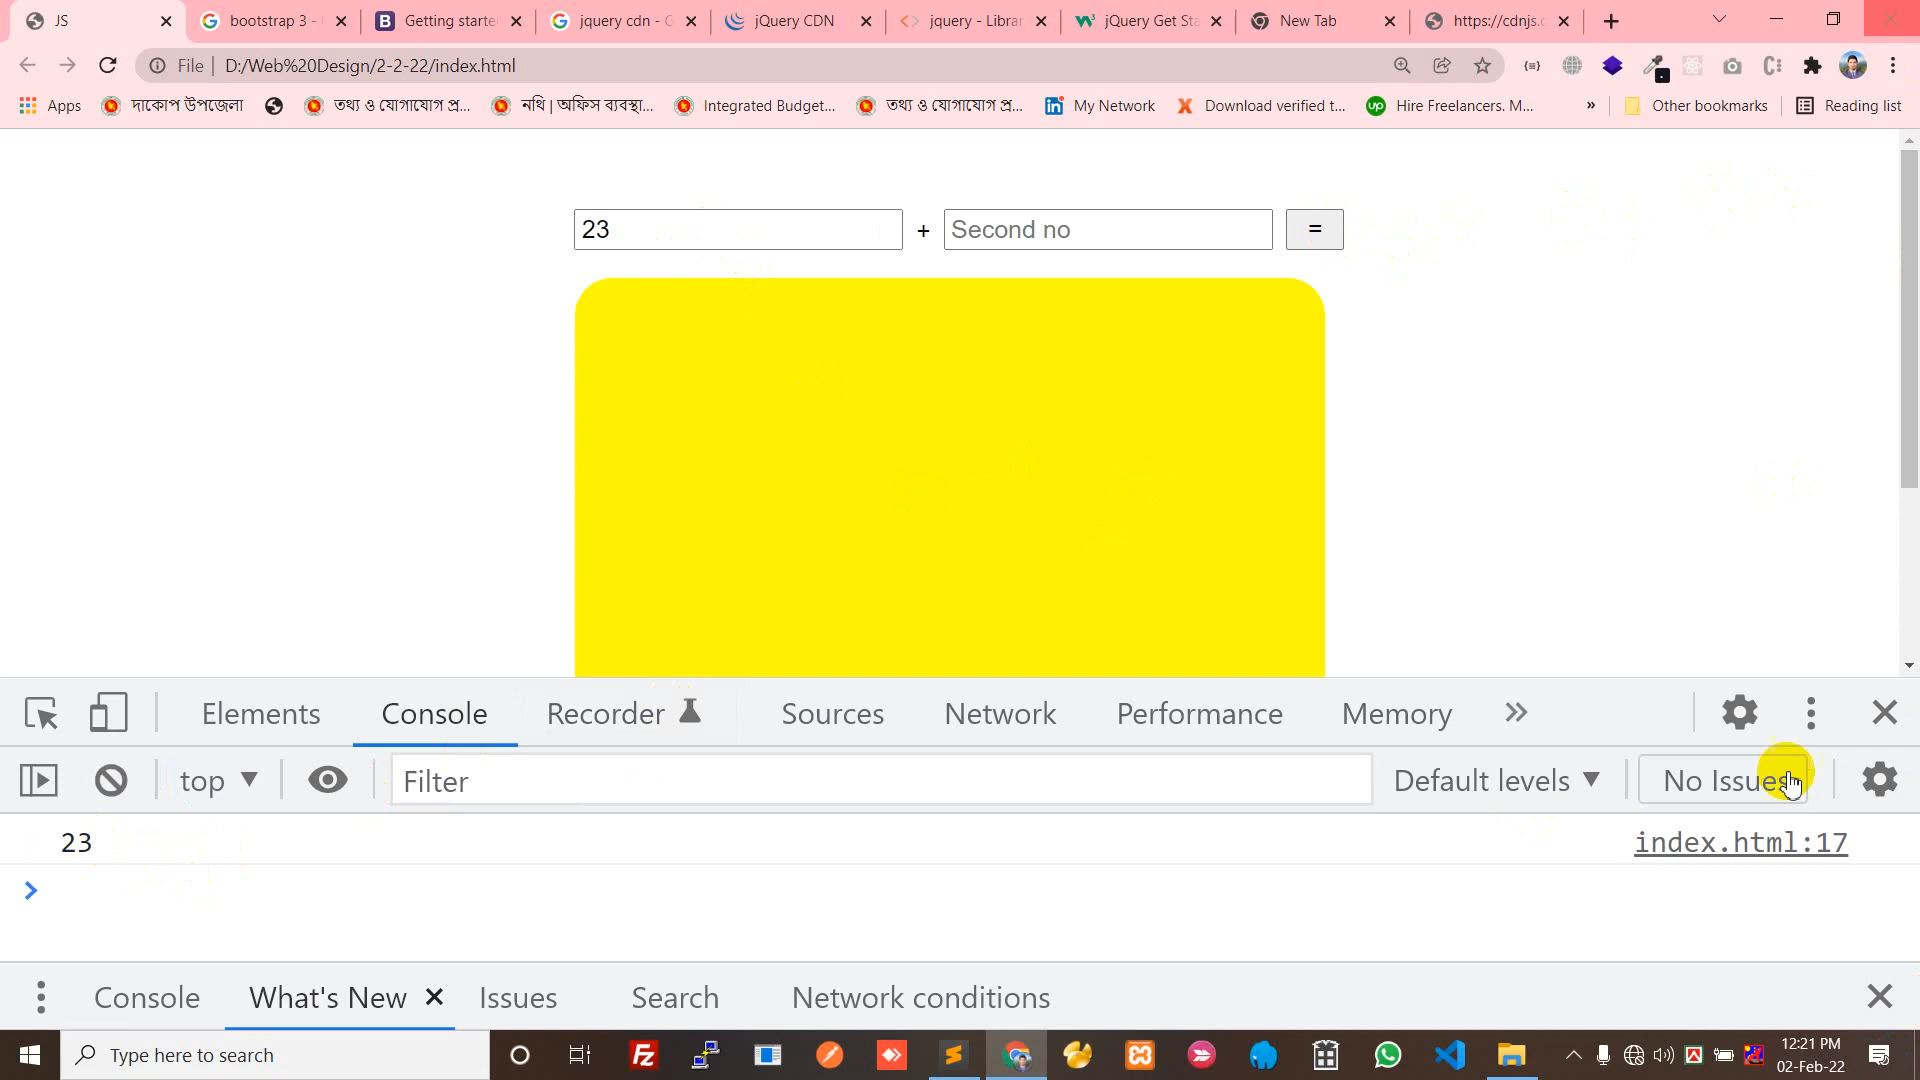 JS
bootstrap 3 -
Getting starte
jquery cdn - G
jQuery CDN
jquery - Librar
jQuery Get Sta
New Tab
https://cdnjs.c
File
D:/Web%20Design/2-2-22/index.html
Apps
দাকোপ উপজেলা
তথ্য ও যোগাযোগ প্র...
নথি | অফিস ব্যবস্থা...
Integrated Budget...
তথ্য ও যোগাযোগ প্র...
My Network
Download verified t...
Hire Freelancers. M...
»
Other bookmarks
Reading list
23 + Second no =
Elements Console Recorder Sources Network Performance Memory »
top Filter Default levels No Issues
23 index.html:17
>
Console What's New Issues Search Network conditions
Type here to search
12:21 PM
02-Feb-22